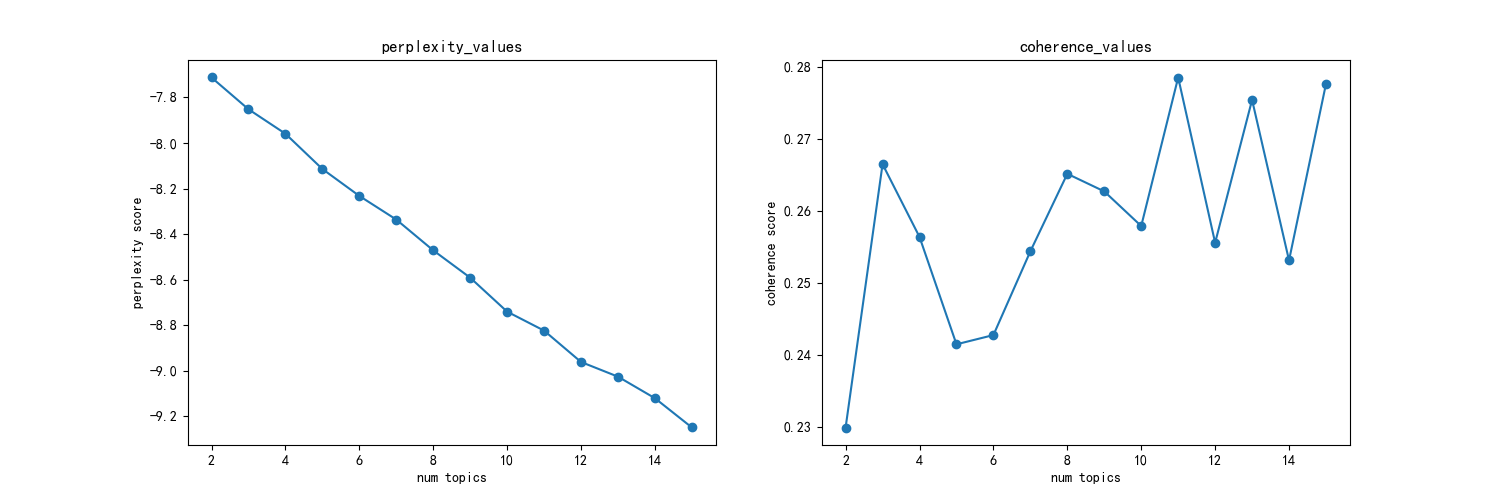 perplexity_values
perplexity score
-7.8
-8.0
-8.2
-8.4
-8.6
-8.8
-9.0
-9.2
2 4 6 8 10 12 14
num topics
coherence_values
coherence score
0.28
0.27
0.26
0.25
0.24
0.23
2 4 6 8 10 12 14
num topics